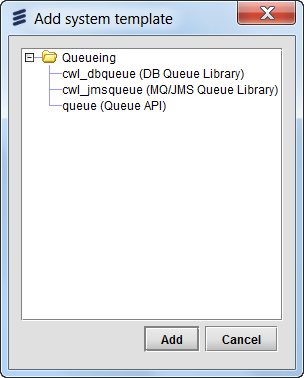 Add system template
Queueing
cwl_dbqueue (DB Queue Library)
cwl_jmsqueue (MQ/JMS Queue Library)
queue (Queue API)
Add
Cancel